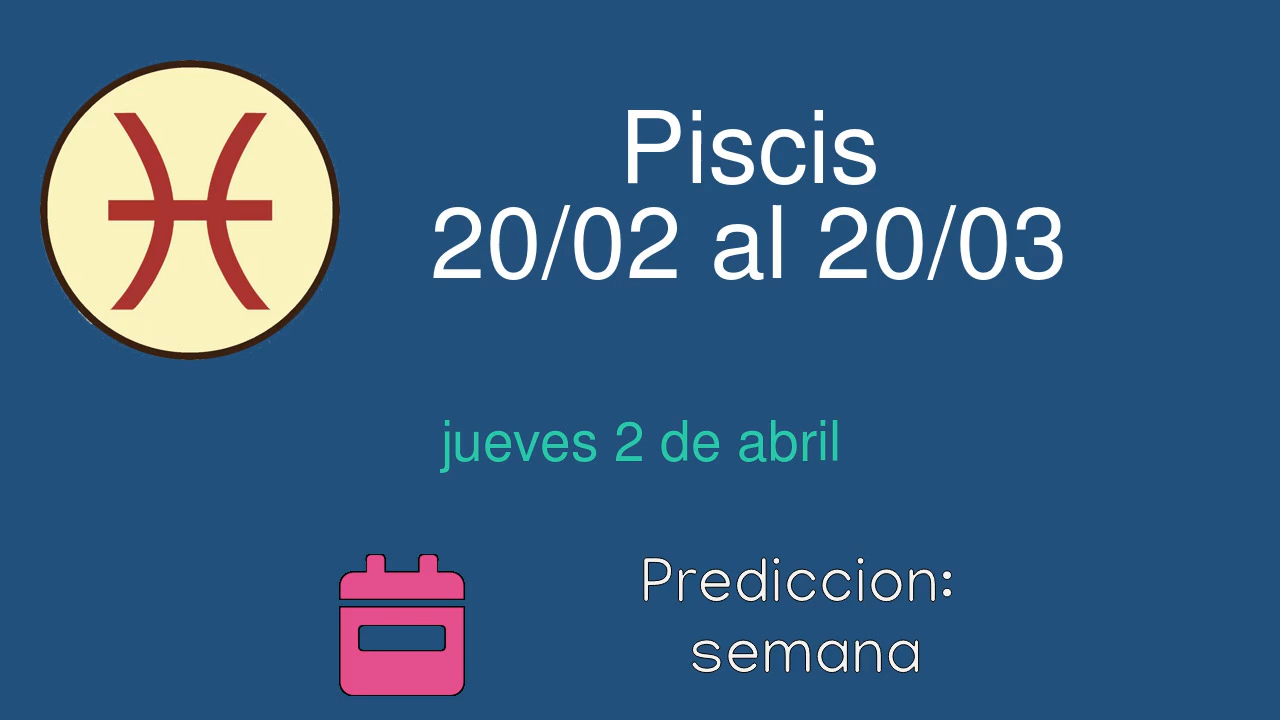 Piscis
20/02 al 20/03
jueves 2 de abril
Prediccion:
semana